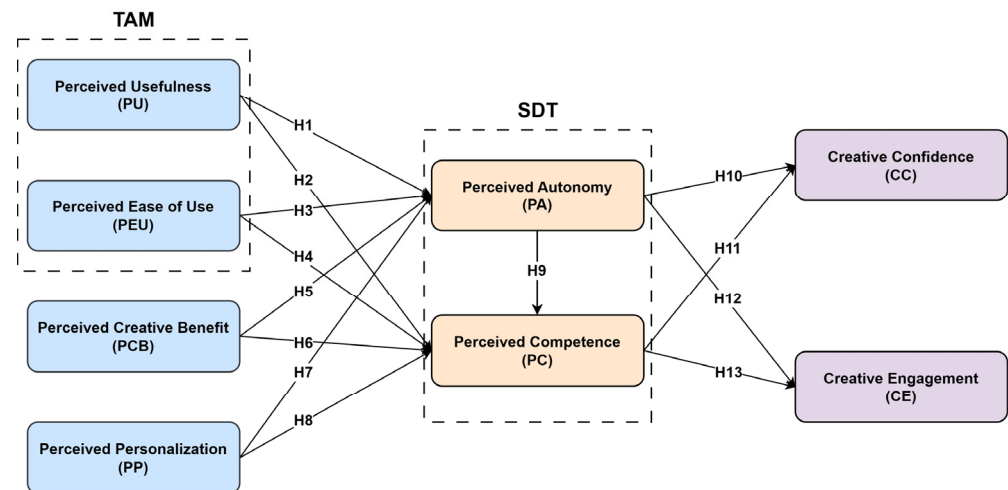 TAM
Perceived Usefulness
(PU)
Perceived Ease of Use
(PEU)
Perceived Creative Benefit
(PCB)
Perceived Personalization
(PP)
H1
H2
H3
H4
H5
H6
H7
H8
SDT
Perceived Autonomy
(PA)
H9
Perceived Competence
(PC)
H10
H11
H12
H13
Creative Confidence
(CC)
Creative Engagement
(CE)